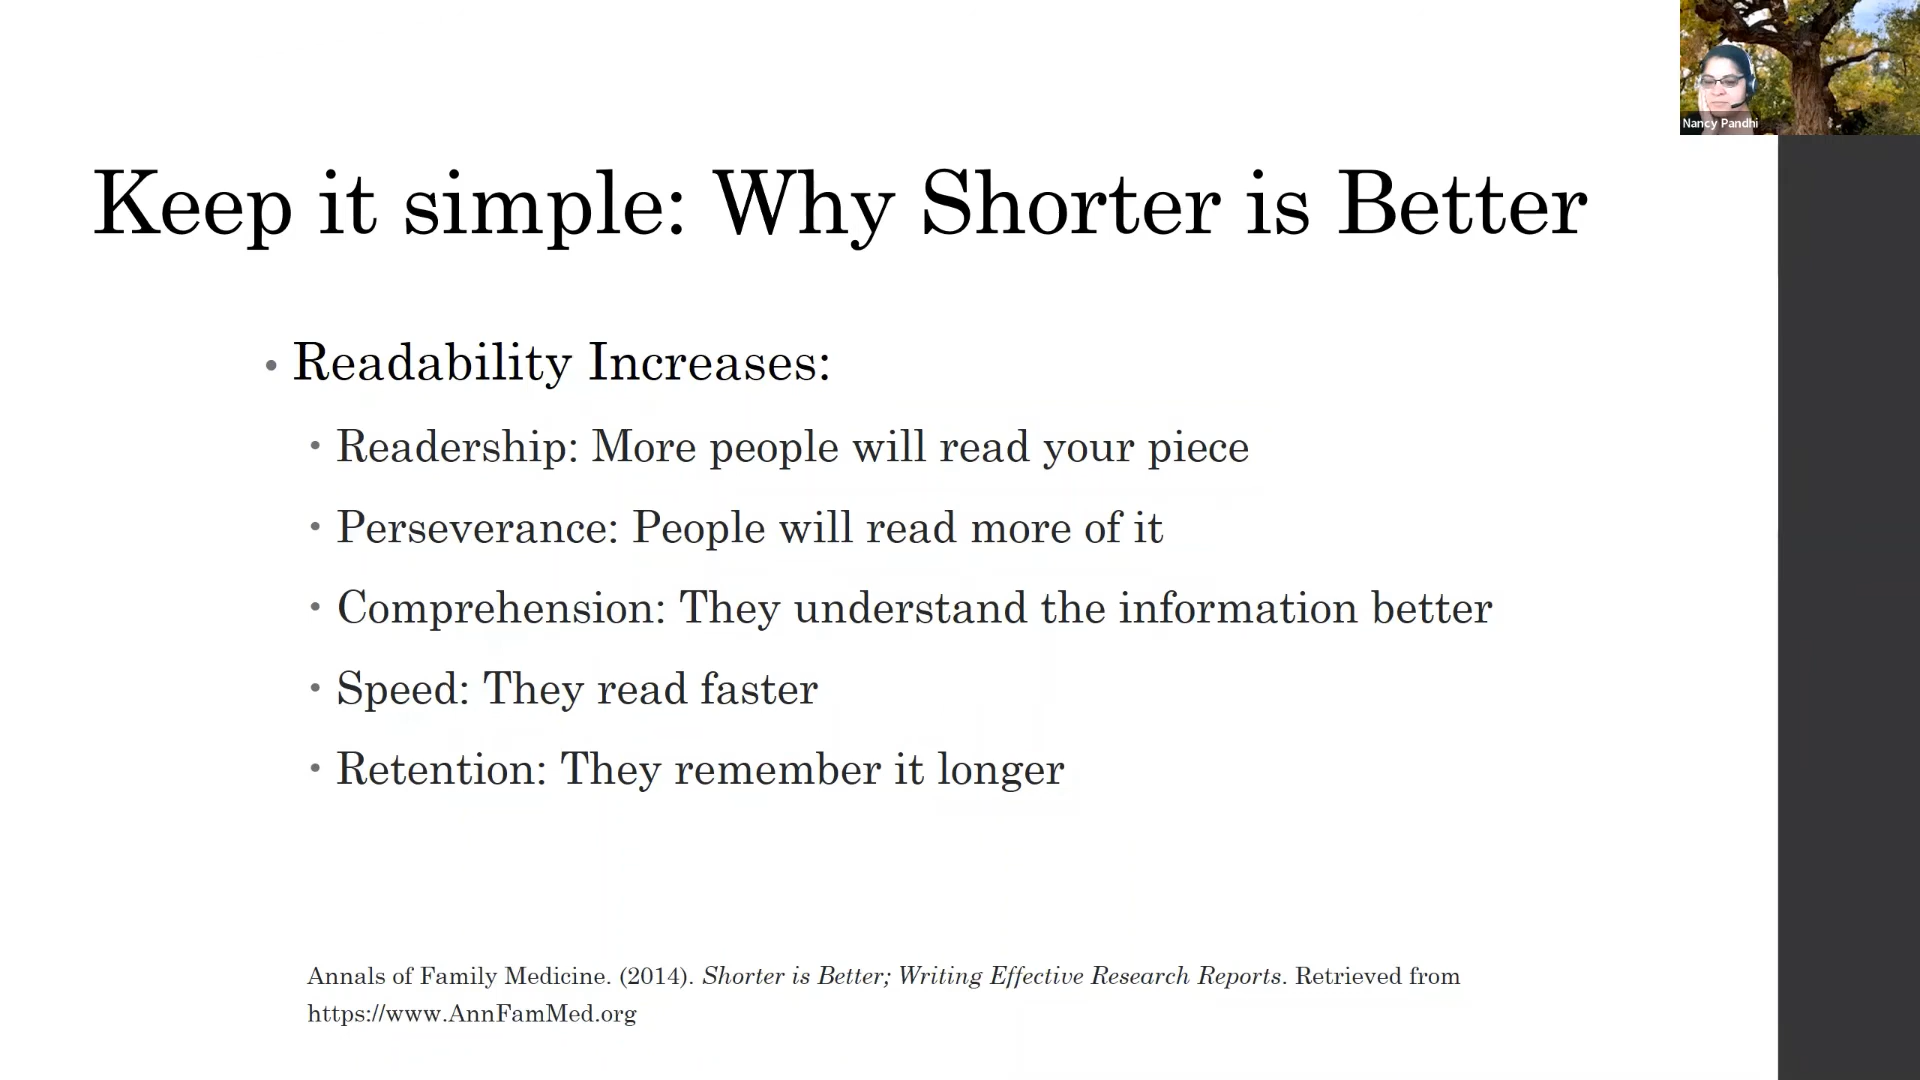 Nancy Pandhi
Keep it simple: Why Shorter is Better
• Readability Increases:
• Readership: More people will read your piece
• Perseverance: People will read more of it
• Comprehension: They understand the information better
• Speed: They read faster
• Retention: They remember it longer
Annals of Family Medicine. (2014). Shorter is Better; Writing Effective Research Reports. Retrieved from
https://www.AnnFamMed.org